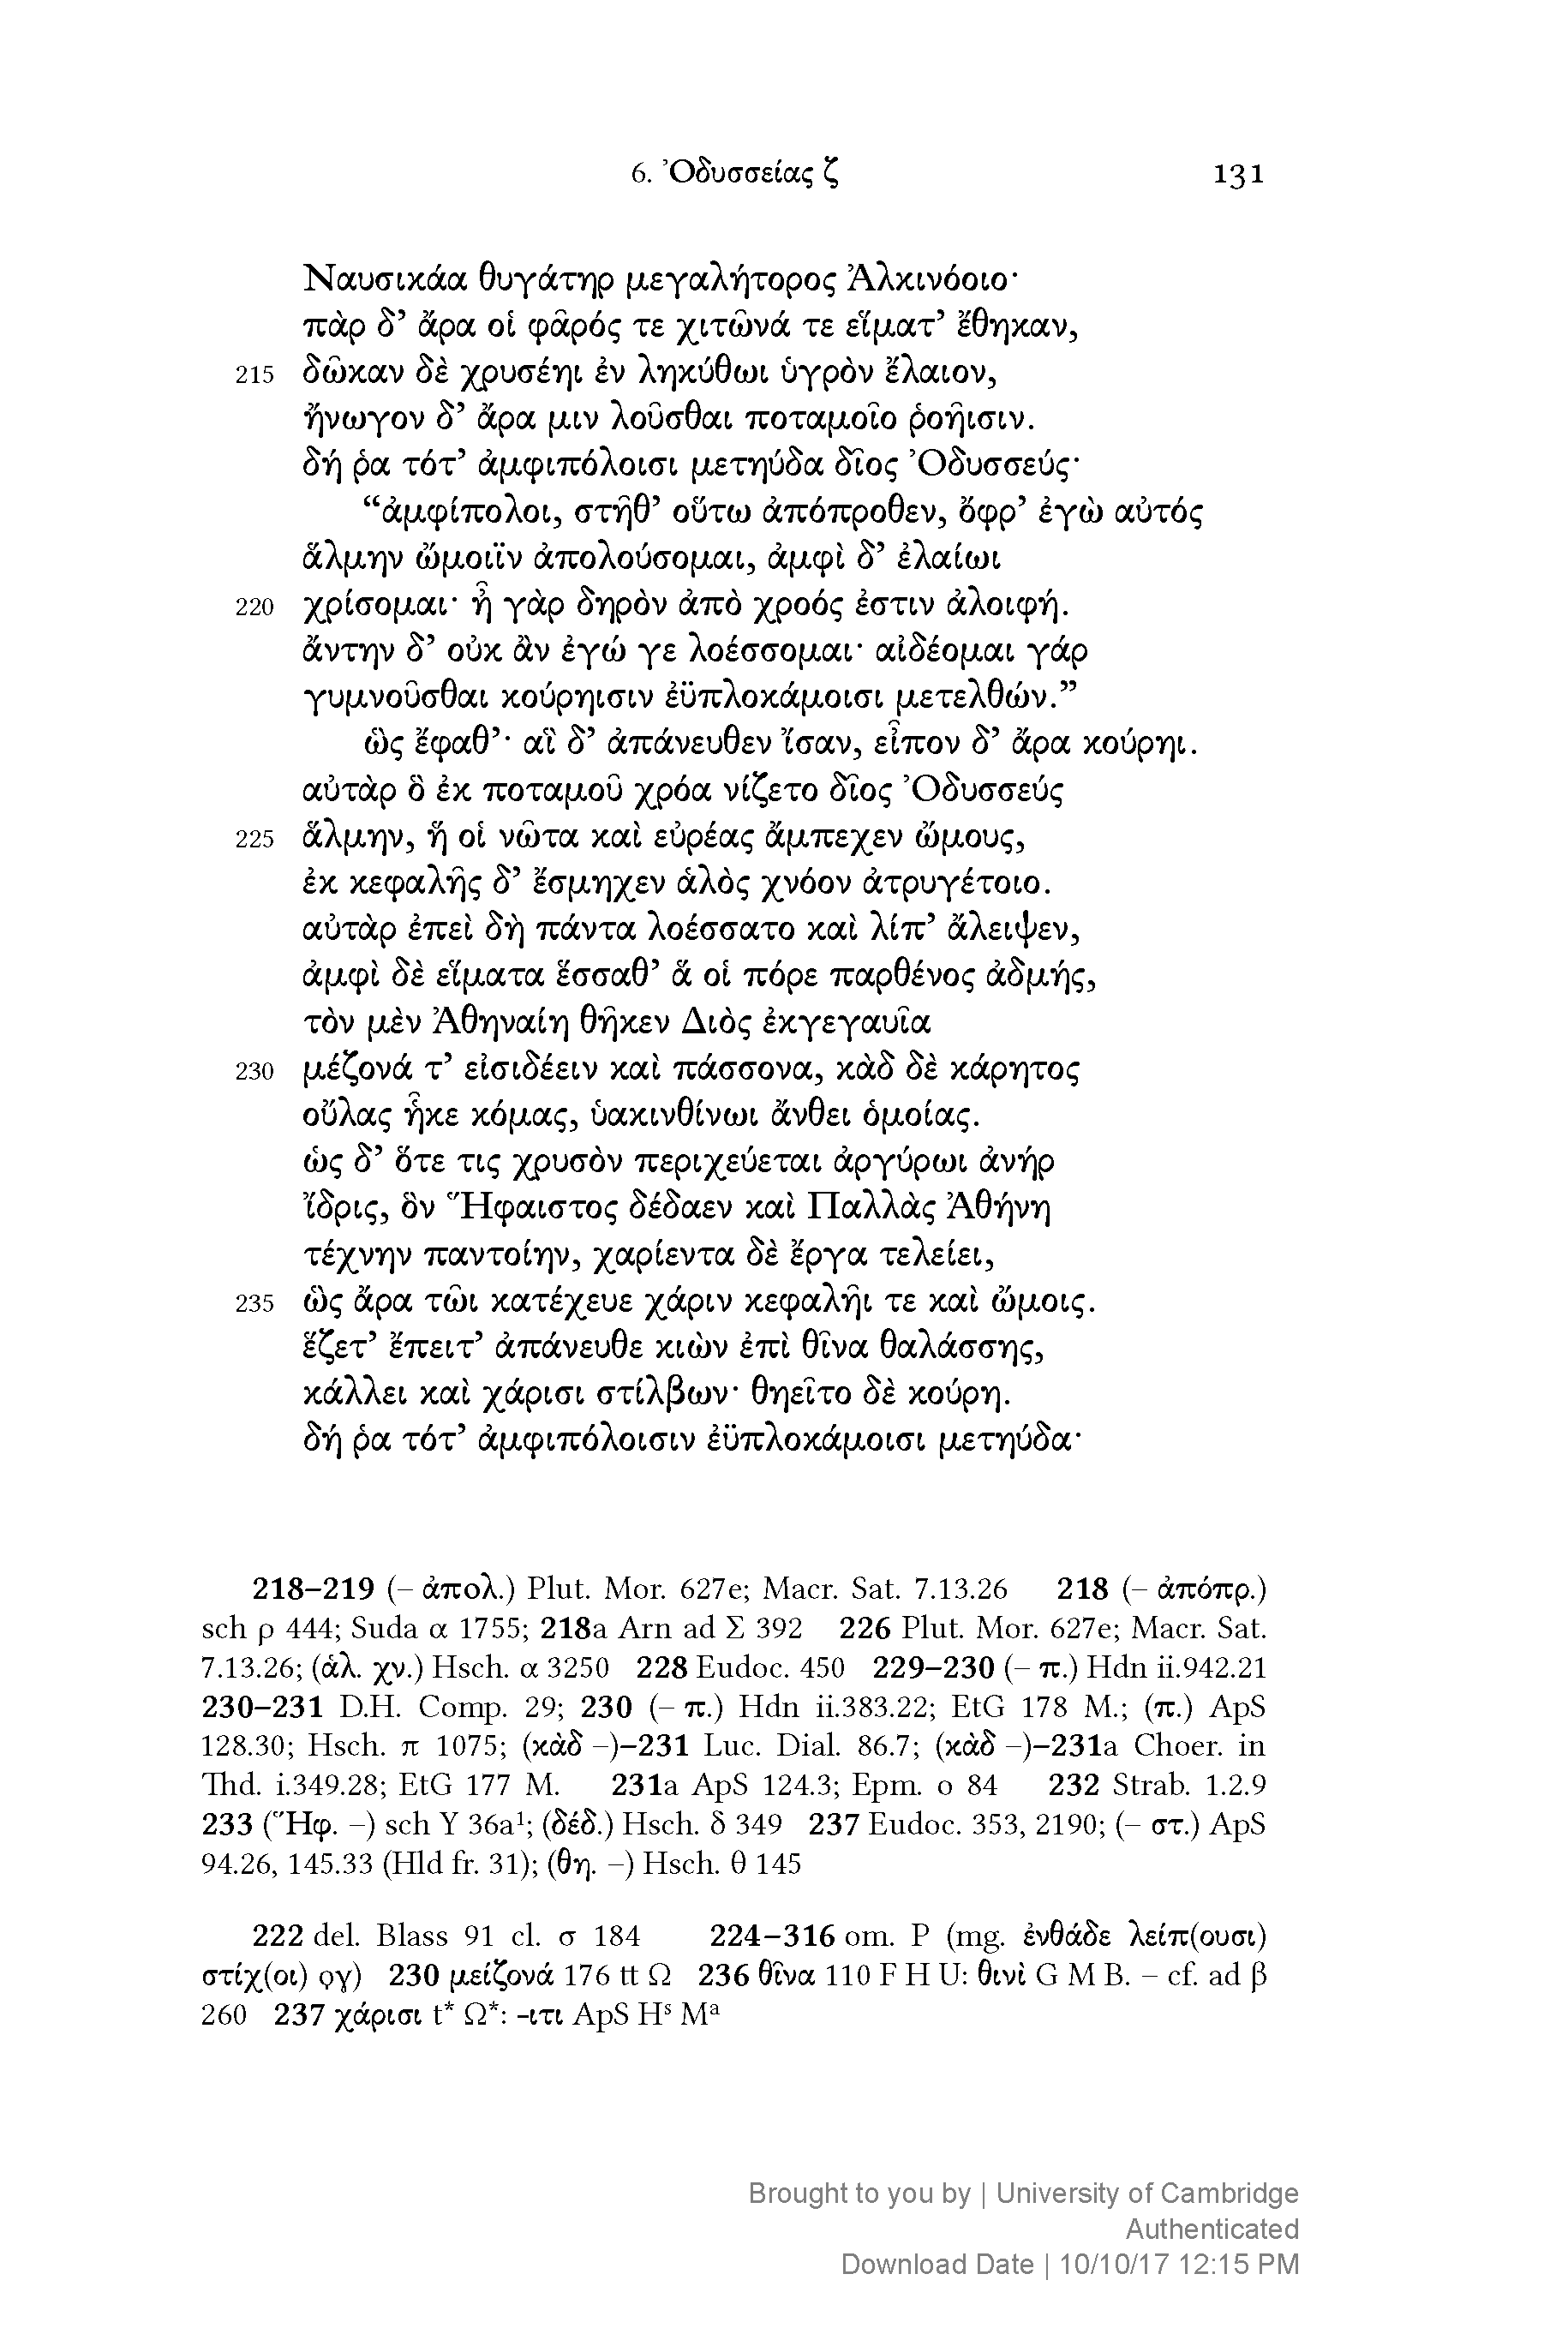 6. Ὀδυσσείας ζ 131
Ναυσικάα θυγάτηρ μεγαλήτορος Ἀλκινόοιο·
πὰρ δ’ ἄρα οἱ φᾶρός τε χιτῶνά τε εἵματ’ ἔθηκαν,
215 δῶκαν δὲ χρυσέηι ἐν ληκύθωι ὑγρὸν ἔλαιον,
ἤνωγον δ’ ἄρα μιν λοῦσθαι ποταμοῖο ῥοῆισιν.
δή ῥα τότ’ ἀμφιπόλοισι μετηύδα δῖος Ὀδυσσεύς·
“ἀμφίπολοι, στῆθ’ οὕτω ἀπόπροθεν, ὄφρ’ ἐγὼ αὐτός
ἅλμην ὤμοιϊν ἀπολούσομαι, ἀμφὶ δ’ ἐλαίωι
220 χρίσομαι· ἦ γὰρ δηρὸν ἀπὸ χροός ἐστιν ἀλοιφή.
ἄντην δ’ οὐκ ἂν ἐγώ γε λοέσσομαι· αἰδέομαι γάρ
γυμνοῦσθαι κούρηισιν ἐϋπλοκάμοισι μετελθών.”
ὣς ἔφαθ’· αἳ δ’ ἀπάνευθεν ἴσαν, εἶπον δ’ ἄρα κούρηι.
αὐτὰρ ὃ ἐκ ποταμοῦ χρόα νίζετο δῖος Ὀδυσσεύς
225 ἅλμην, ἥ οἱ νῶτα καὶ εὐρέας ἄμπεχεν ὤμους,
ἐκ κεφαλῆς δ’ ἔσμηχεν ἁλὸς χνόον ἀτρυγέτοιο.
αὐτὰρ ἐπεὶ δὴ πάντα λοέσσατο καὶ λίπ’ ἄλειψεν,
ἀμφὶ δὲ εἵματα ἕσσαθ’ ἅ οἱ πόρε παρθένος ἀδμής,
τὸν μὲν Ἀθηναίη θῆκεν Διὸς ἐκγεγαυῖα
230 μέζονά τ’ εἰσιδέειν καὶ πάσσονα, κὰδ δὲ κάρητος
οὔλας ἧκε κόμας, ὑακινθίνωι ἄνθει ὁμοίας.
ὡς δ’ ὅτε τις χρυσὸν περιχεύεται ἀργύρωι ἀνήρ
ἴδρις, ὃν Ἥφαιστος δέδαεν καὶ Παλλὰς Ἀθήνη
τέχνην παντοίην, χαρίεντα δὲ ἔργα τελείει,
235 ὣς ἄρα τῶι κατέχευε χάριν κεφαλῆι τε καὶ ὤμοις.
ἕζετ’ ἔπειτ’ ἀπάνευθε κιὼν ἐπὶ θῖνα θαλάσσης,
κάλλει καὶ χάρισι στίλβων· θηεῖτο δὲ κούρη.
δή ῥα τότ’ ἀμφιπόλοισιν ἐϋπλοκάμοισι μετηύδα·
218–219 (– ἀπολ.) Plut. Mor. 627e; Macr. Sat. 7.13.26 218 (– ἀπόπρ.)
sch ρ 444; Suda α 1755; 218a Arn ad Σ 392 226 Plut. Mor. 627e; Macr. Sat.
7.13.26; (ἁλ. χν.) Hsch. α 3250 228 Eudoc. 450 229–230 (– π.) Hdn ii.942.21
230–231 D.H. Comp. 29; 230 (– π.) Hdn ii.383.22; EtG 178 M.; (π.) ApS
128.30; Hsch. π 1075; (κὰδ –)–231 Luc. Dial. 86.7; (κὰδ –)–231a Choer. in
Thd. i.349.28; EtG 177 M. 231a ApS 124.3; Epm. ο 84 232 Strab. 1.2.9
233 (Ἥφ. –) sch Υ 36a¹; (δέδ.) Hsch. δ 349 237 Eudoc. 353, 2190; (– στ.) ApS
94.26, 145.33 (Hld fr. 31); (θη. –) Hsch. θ 145
222 del. Blass 91 cl. σ 184 224–316 om. P (mg. ἐνθάδε λείπ(ουσι)
στίχ(οι) ϙγ) 230 μείζονά 176 tt Ω 236 θῖνα 110 F H U: θινὶ G M B. – cf. ad β
260 237 χάρισι t* Ω*: -ιτι ApS Hˢ Mᵃ
Brought to you by | University of Cambridge
Authenticated
Download Date | 10/10/17 12:15 PM